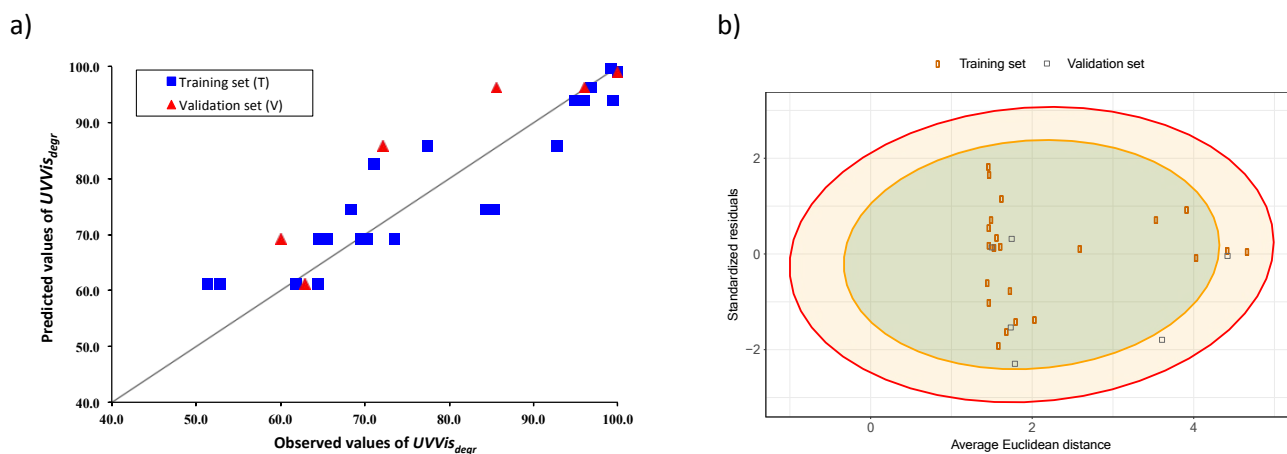 a)
Predicted values of UVVis_degr
100.0
90.0
80.0
70.0
60.0
50.0
40.0
Training set (T)
Validation set (V)
40.0 50.0 60.0 70.0 80.0 90.0 100.0
Observed values of UVVis_degr
b)
Training set Validation set
Standardized residuals
2
0
−2
0 2 4
Average Euclidean distance